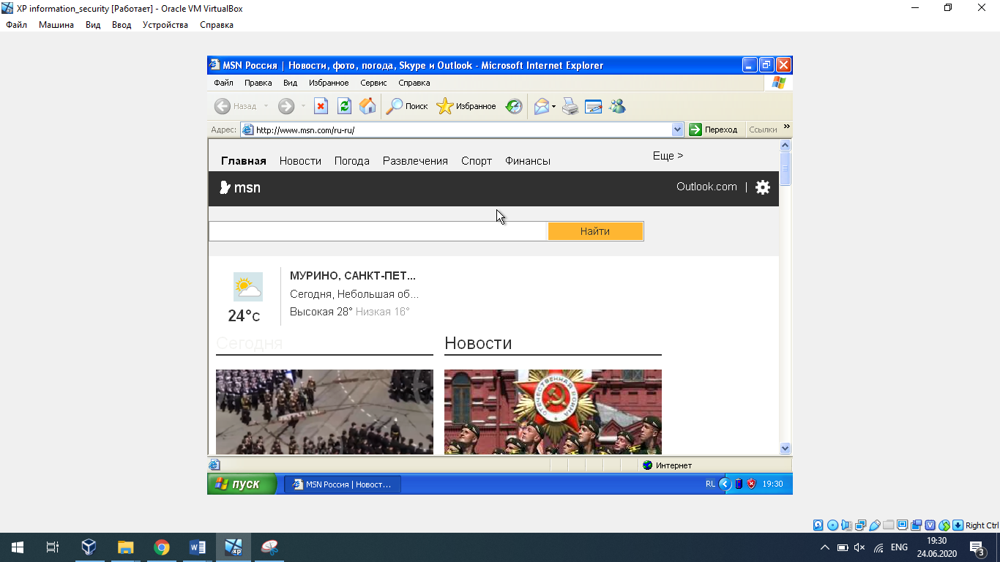 XP information_security [Работает] - Oracle VM VirtualBox
Файл Машина Вид Ввод Устройства Справка
MSN Россия | Новости, фото, погода, Skype и Outlook - Microsoft Internet Explorer
Файл Правка Вид Избранное Сервис Справка
Назад Поиск Избранное
Адрес: http://www.msn.com/ru-ru/ Переход Ссылки »
Главная Новости Погода Развлечения Спорт Финансы Еще >
msn Outlook.com |
Найти
МУРИНО, САНКТ-ПЕТ...
Сегодня, Небольшая об...
24°C Высокая 28° Низкая 16°
Сегодня Новости
ОТЕЧЕСТВЕННАЯ ВОЙНА
Интернет
пуск MSN Россия | Новост... RL 19:30
Right Ctrl
W xp ENG 19:30
24.06.2020 3